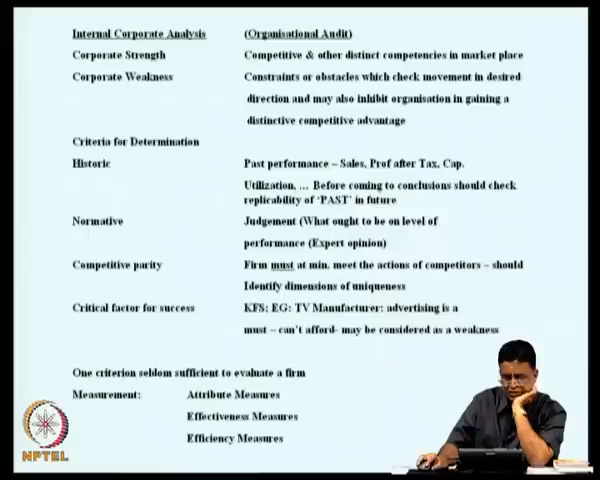 Internal Corporate Analysis (Organisational Audit)
Corporate Strength Competitive & other distinct competencies in market place
Corporate Weakness Constraints or obstacles which check movement in desired
direction and may also inhibit organisation in gaining a
distinctive competitive advantage
Criteria for Determination
Historic Past performance – Sales, Prof after Tax, Cap.
Utilization, ... Before coming to conclusions should check
replicability of ‘PAST’ in future
Normative Judgement (What ought to be on level of
performance (Expert opinion)
Competitive parity Firm must at min. meet the actions of competitors – should
Identify dimensions of uniqueness
Critical factor for success KFS; EG: TV Manufacturer: advertising is a
must – can’t afford- may be considered as a weakness
One criterion seldom sufficient to evaluate a firm
Measurement: Attribute Measures
Effectiveness Measures
Efficiency Measures
NPTEL